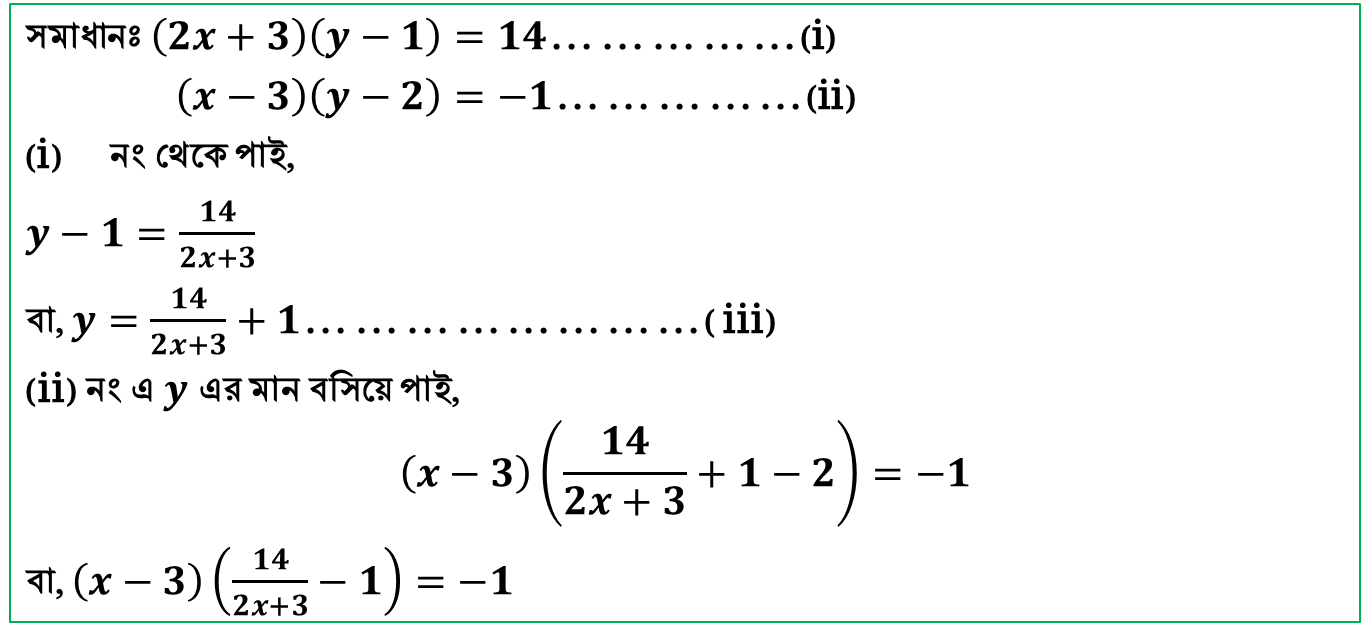 সমাধানঃ (2x + 3)(y − 1) = 14... ... ... ... ...(i)
(x − 3)(y − 2) = −1... ... ... ... ...(ii)
(i) নং থেকে পাই,
y − 1 = 14/(2x+3)
বা, y = 14/(2x+3) + 1... ... ... ... ... ... ... ...( iii)
(ii) নং এ y এর মান বসিয়ে পাই,
(x − 3)(14/(2x + 3) + 1 − 2) = −1
বা, (x − 3)(14/(2x+3) − 1) = −1